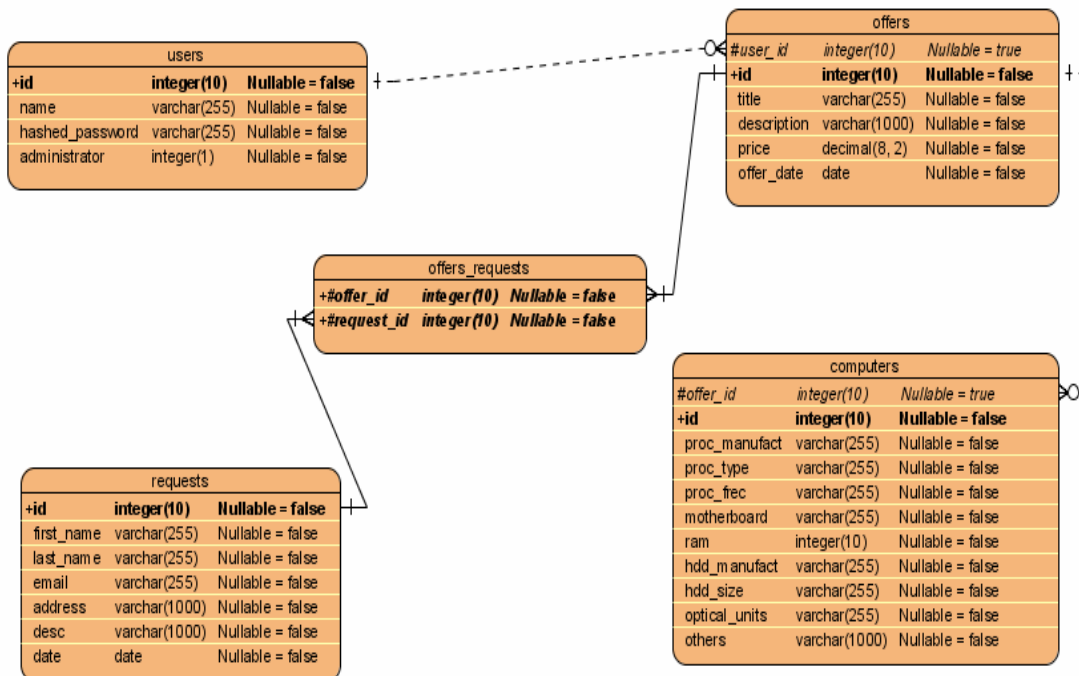 users
+id integer(10) Nullable = false
name varchar(255) Nullable = false
hashed_password varchar(255) Nullable = false
administrator integer(1) Nullable = false
offers
#user_id integer(10) Nullable = true
+id integer(10) Nullable = false
title varchar(255) Nullable = false
description varchar(1000) Nullable = false
price decimal(8, 2) Nullable = false
offer_date date Nullable = false
offers_requests
+#offer_id integer(10) Nullable = false
+#request_id integer(10) Nullable = false
computers
#offer_id integer(10) Nullable = true
+id integer(10) Nullable = false
proc_manufact varchar(255) Nullable = false
proc_type varchar(255) Nullable = false
proc_frec varchar(255) Nullable = false
motherboard varchar(255) Nullable = false
ram integer(10) Nullable = false
hdd_manufact varchar(255) Nullable = false
hdd_size varchar(255) Nullable = false
optical_units varchar(255) Nullable = false
others varchar(1000) Nullable = false
requests
+id integer(10) Nullable = false
first_name varchar(255) Nullable = false
last_name varchar(255) Nullable = false
email varchar(255) Nullable = false
address varchar(1000) Nullable = false
desc varchar(1000) Nullable = false
date date Nullable = false